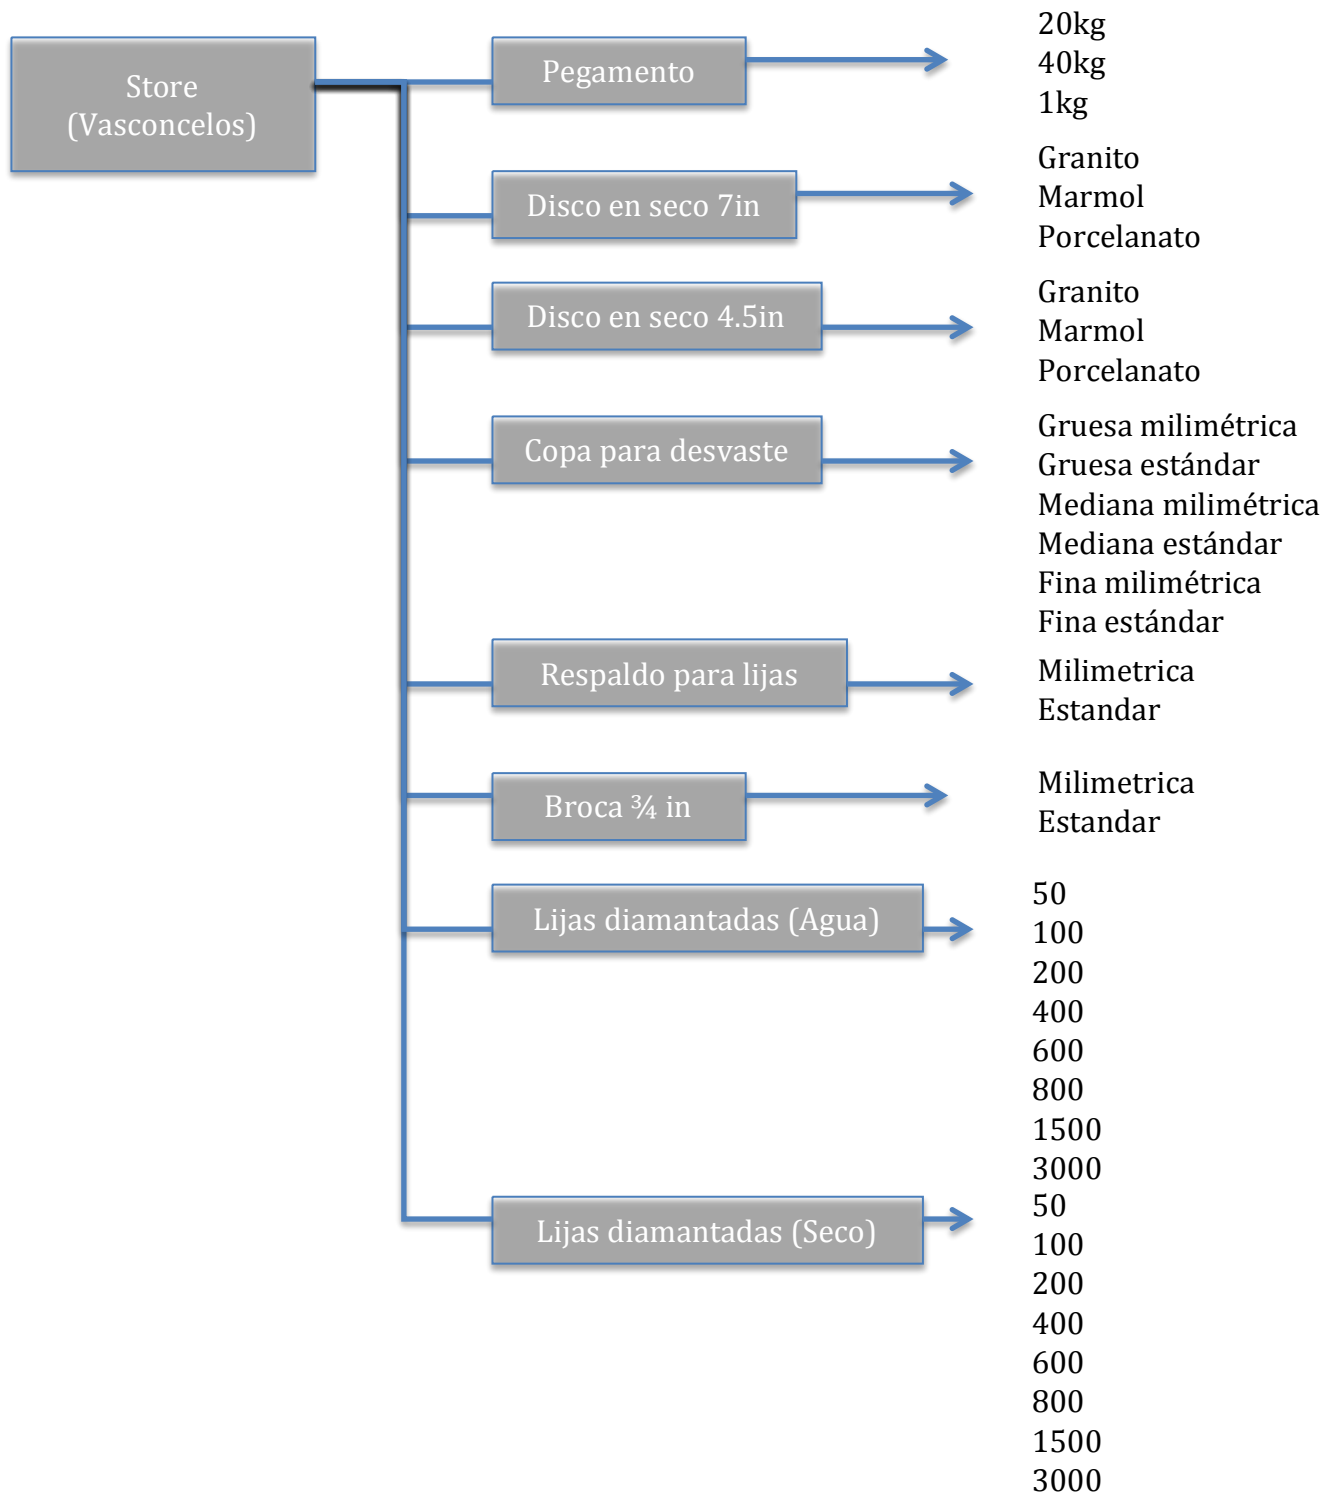 Store
(Vasconcelos)
Pegamento
20kg
40kg
1kg
Disco en seco 7in
Granito
Marmol
Porcelanato
Disco en seco 4.5in
Granito
Marmol
Porcelanato
Copa para desvaste
Gruesa milimétrica
Gruesa estándar
Mediana milimétrica
Mediana estándar
Fina milimétrica
Fina estándar
Respaldo para lijas
Milimetrica
Estandar
Broca ¾ in
Milimetrica
Estandar
Lijas diamantadas (Agua)
50
100
200
400
600
800
1500
3000
Lijas diamantadas (Seco)
50
100
200
400
600
800
1500
3000